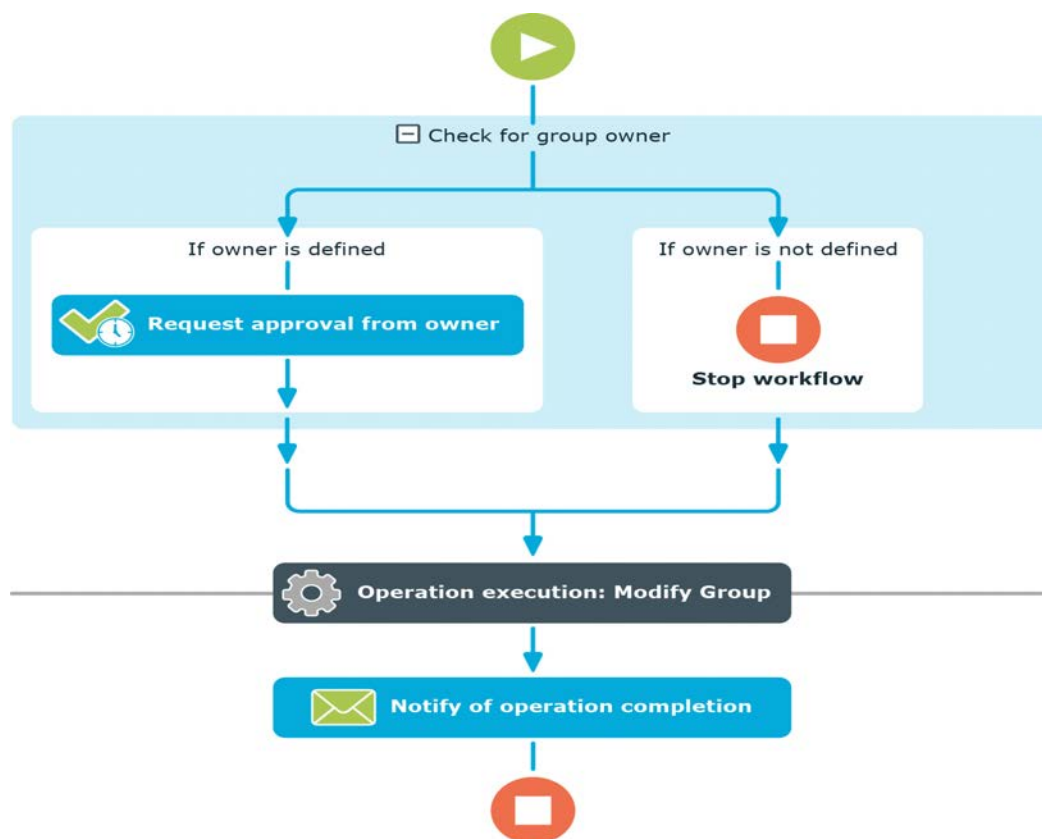 Check for group owner
If owner is defined
If owner is not defined
Request approval from owner
Stop workflow
Operation execution: Modify Group
Notify of operation completion